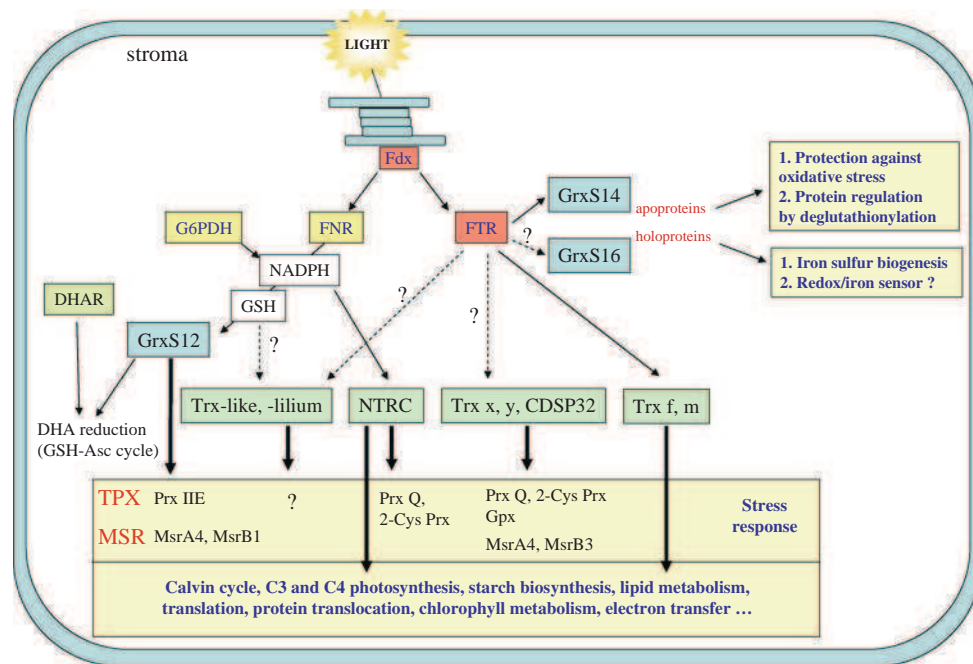 LIGHT
stroma
Fdx
1. Protection against
oxidative stress
2. Protein regulation
by deglutathionylation
GrxS14
apoproteins
G6PDH
FNR
FTR
?
holoproteins
GrxS16
NADPH
1. Iron sulfur biogenesis
2. Redox/iron sensor ?
DHAR
GSH
?
?
?
GrxS12
Trx-like, -lilium
NTRC
Trx x, y, CDSP32
Trx f, m
DHA reduction
(GSH-Asc cycle)
TPX
Prx IIE
?
Prx Q,
2-Cys Prx
Prx Q, 2-Cys Prx
Gpx
Stress
response
MSR
MsrA4, MsrB1
MsrA4, MsrB3
Calvin cycle, C3 and C4 photosynthesis, starch biosynthesis, lipid metabolism,
translation, protein translocation, chlorophyll metabolism, electron transfer …